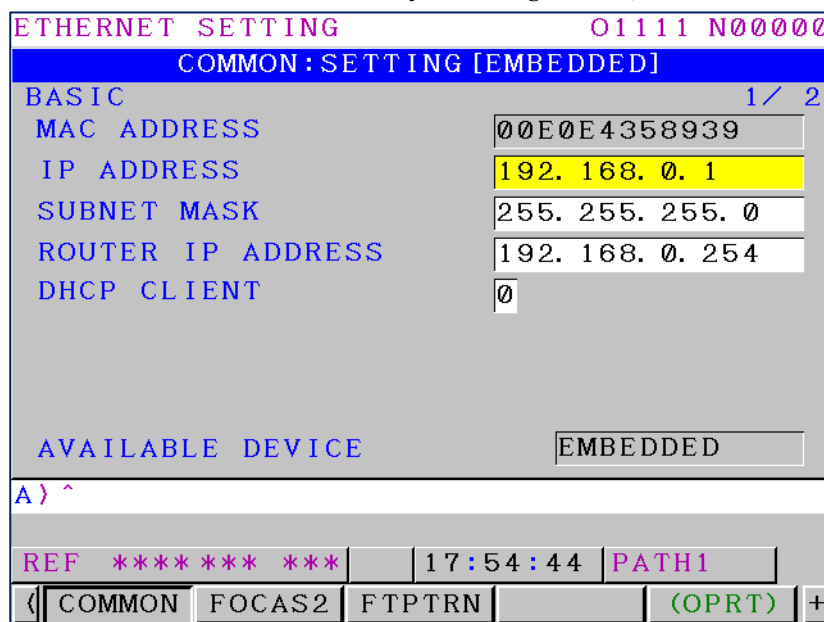 ETHERNET SETTING O1111 N00000
COMMON:SETTING[EMBEDDED]
BASIC 1/ 2
MAC ADDRESS 00E0E4358939
IP ADDRESS 192. 168. 0. 1
SUBNET MASK 255. 255. 255. 0
ROUTER IP ADDRESS 192. 168. 0. 254
DHCP CLIENT 0
AVAILABLE DEVICE EMBEDDED
A)^
REF **** *** *** 17:54:44 PATH1
( COMMON FOCAS2 FTPTRN (OPRT) +